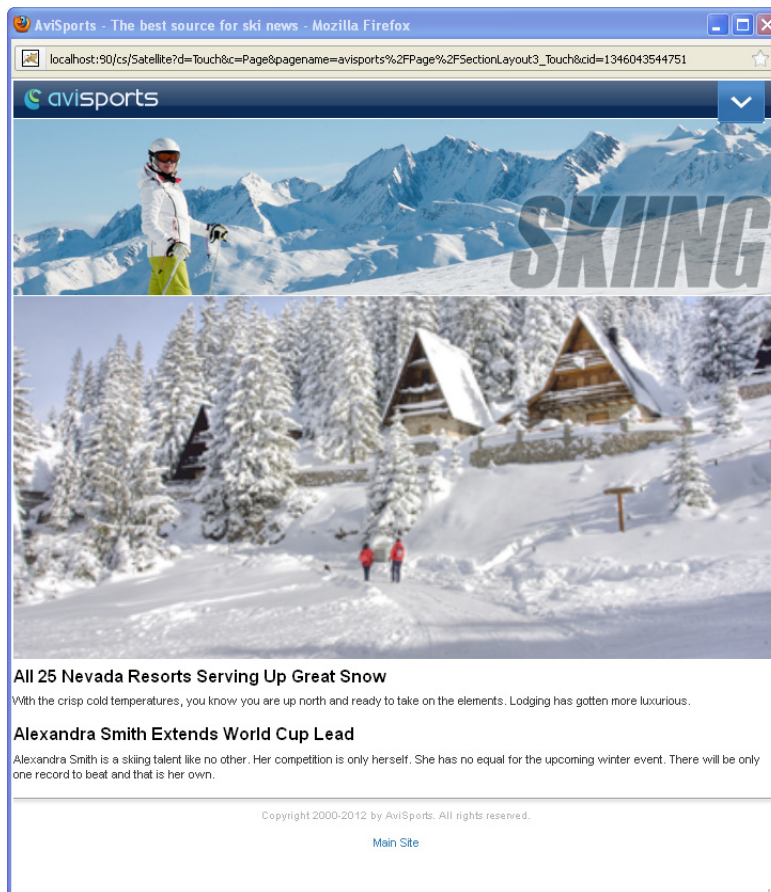 AviSports - The best source for ski news - Mozilla Firefox
localhost:90/cs/Satellite?d=Touch&c=Page&pagename=avisports%2FPage%2FSectionLayout3_Touch&cid=1346043544751
avisports
SKIING
All 25 Nevada Resorts Serving Up Great Snow
With the crisp cold temperatures, you know you are up north and ready to take on the elements. Lodging has gotten more luxurious.
Alexandra Smith Extends World Cup Lead
Alexandra Smith is a skiing talent like no other. Her competition is only herself. She has no equal for the upcoming winter event. There will be only
one record to beat and that is her own.
Copyright 2000-2012 by AviSports. All rights reserved.
Main Site